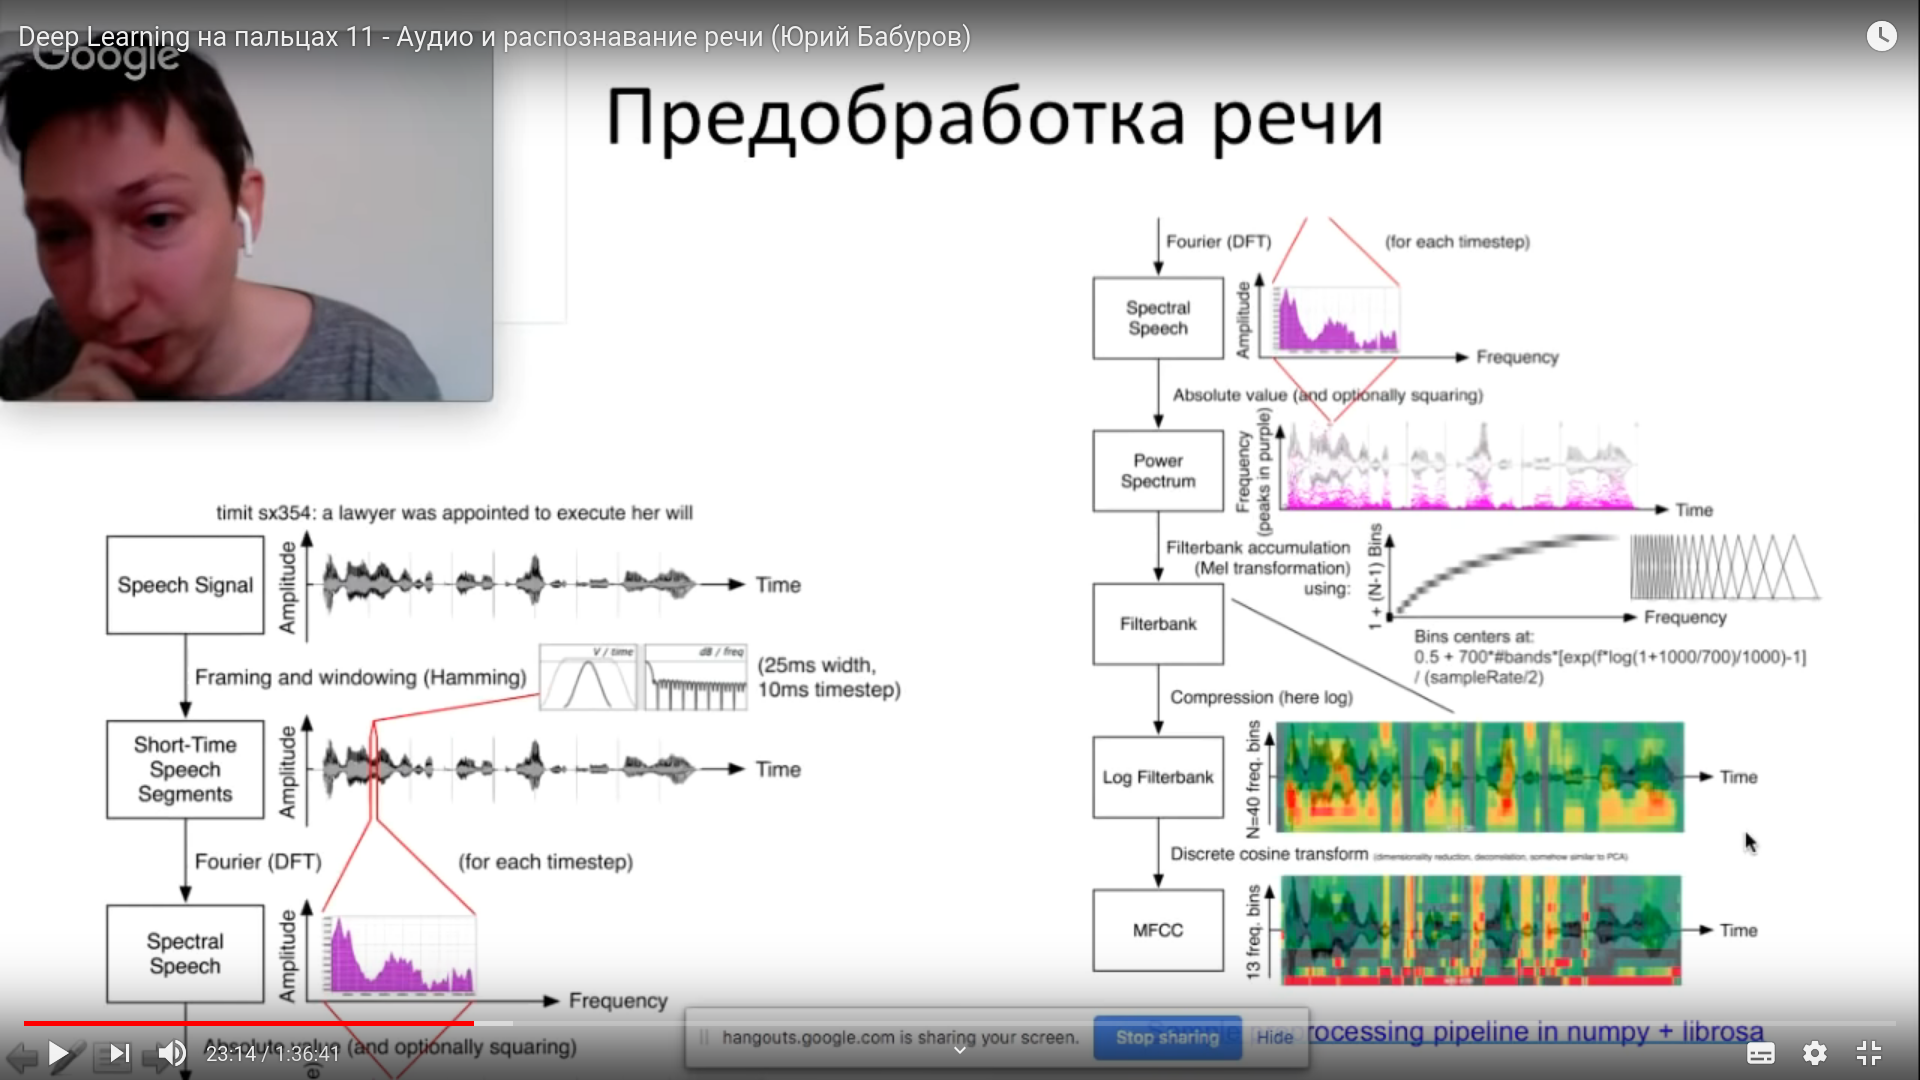 Deep Learning на пальцах 11 - Аудио и распознавание речи (Юрий Бабуров)
Google
Предобработка речи
timit sx354: a lawyer was appointed to execute her will
Speech Signal
Amplitude
Time
Framing and windowing (Hamming)
V / time
dB / freq
(25ms width,
10ms timestep)
Short-Time
Speech
Segments
Amplitude
Time
Fourier (DFT)
(for each timestep)
Spectral
Speech
Amplitude
Frequency
Absolute value (and optionally squaring)
Fourier (DFT)
(for each timestep)
Spectral
Speech
Amplitude
Frequency
Absolute value (and optionally squaring)
Power
Spectrum
Frequency
(peaks in purple)
Time
Filterbank accumulation
(Mel transformation)
using:
1 + (N-1) Bins
Frequency
Filterbank
Bins centers at:
0.5 + 700*#bands*[exp(f*log(1+1000/700)/1000)-1]
/ (sampleRate/2)
Compression (here log)
Log Filterbank
N=40 freq. bins
Time
Discrete cosine transform (dimensionality reduction, decorrelation, somehow similar to PCA)
MFCC
13 freq. bins
Time
hangouts.google.com is sharing your screen.
Stop sharing
Hide
rocessing pipeline in numpy + librosa
23:14 / 1:36:41